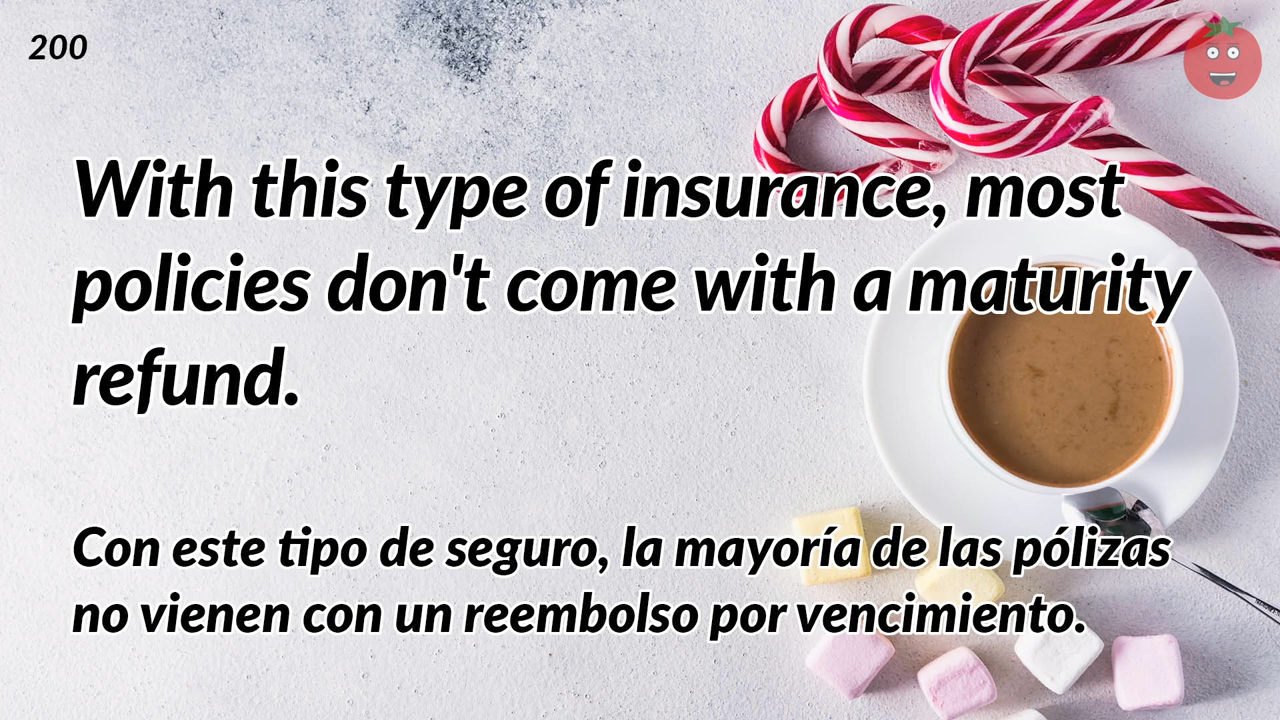 200
With this type of insurance, most
policies don't come with a maturity
refund.
Con este tipo de seguro, la mayoría de las pólizas
no vienen con un reembolso por vencimiento.